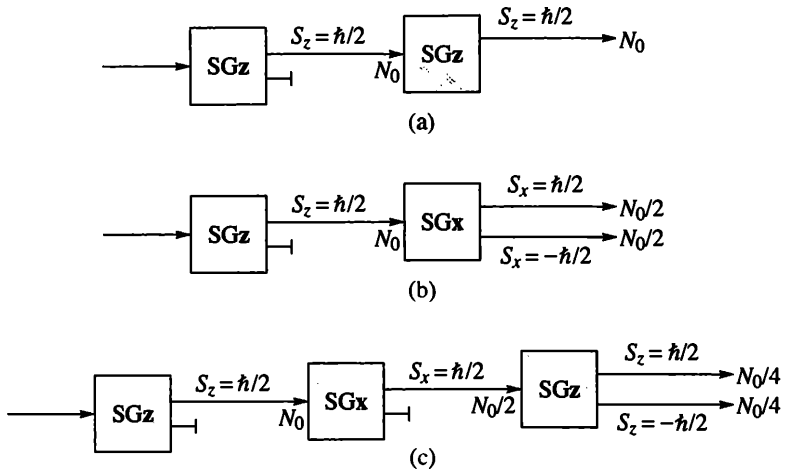 S_z = ħ/2
S_z = ħ/2
SGz
N_0
SGz
N_0
(a)
S_z = ħ/2
S_x = ħ/2
SGz
N_0
SGx
N_0/2
N_0/2
S_x = −ħ/2
(b)
S_z = ħ/2
S_x = ħ/2
S_z = ħ/2
SGz
N_0
SGx
N_0/2
SGz
N_0/4
N_0/4
S_z = −ħ/2
(c)